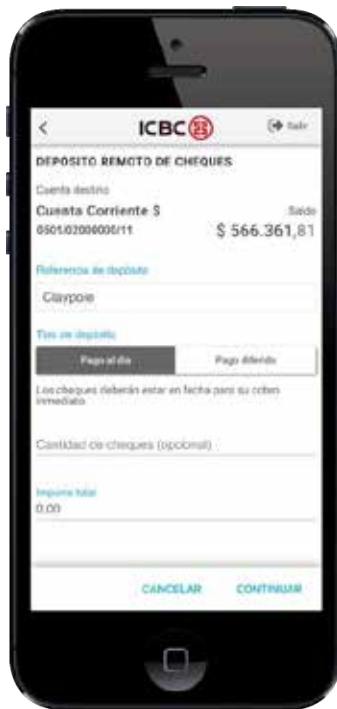 < ICBC Salir
DEPOSITO REMOTO DE CHEQUES
Cuenta destino
Cuenta Corriente $ Saldo
0501/02000000/11 $ 566.361,81
Referencia de depósito
Claypole
Tipo de depósito
Pago al día Pago diferido
Los cheques deberán estar en fecha para su cobro
inmediato
Cantidad de cheques (opcional)
Importe total
0,00
CANCELAR CONTINUAR